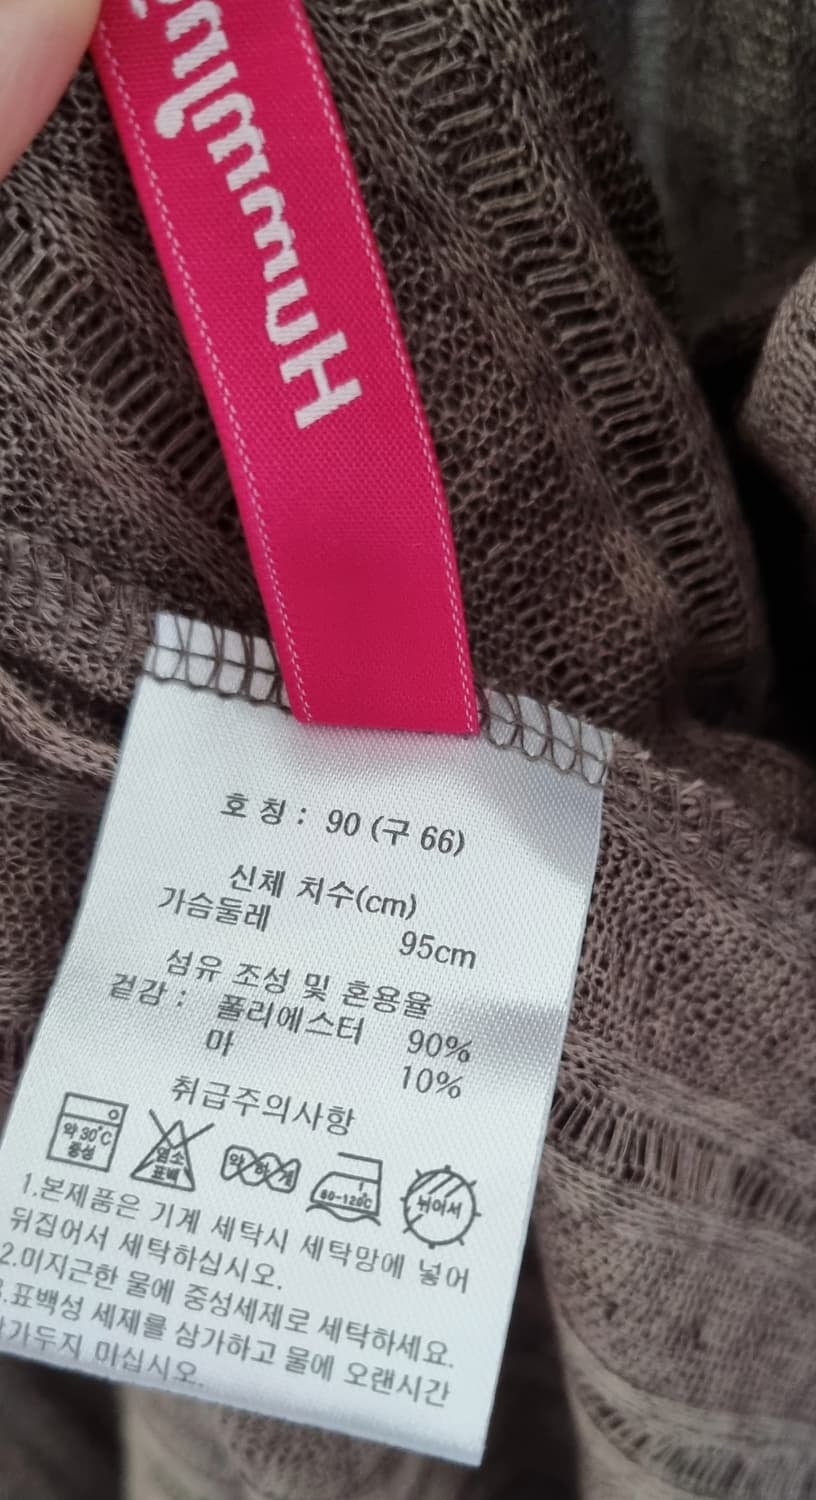 호 칭 : 90 (구 66)
신체 치수(cm)
가슴둘레 95cm
섬유 조성 및 혼용율
겉감 : 폴리에스터 90%
마 10%
취급주의사항
약 30°C 중성
염소 표백
약하게
80-120°C
뉘어서
1.본제품은 기계 세탁시 세탁망에 넣어
뒤집어서 세탁하십시오.
2.미지근한 물에 중성세제로 세탁하세요.
3.표백성 세제를 삼가하고 물에 오랜시간
가두지 마십시오.